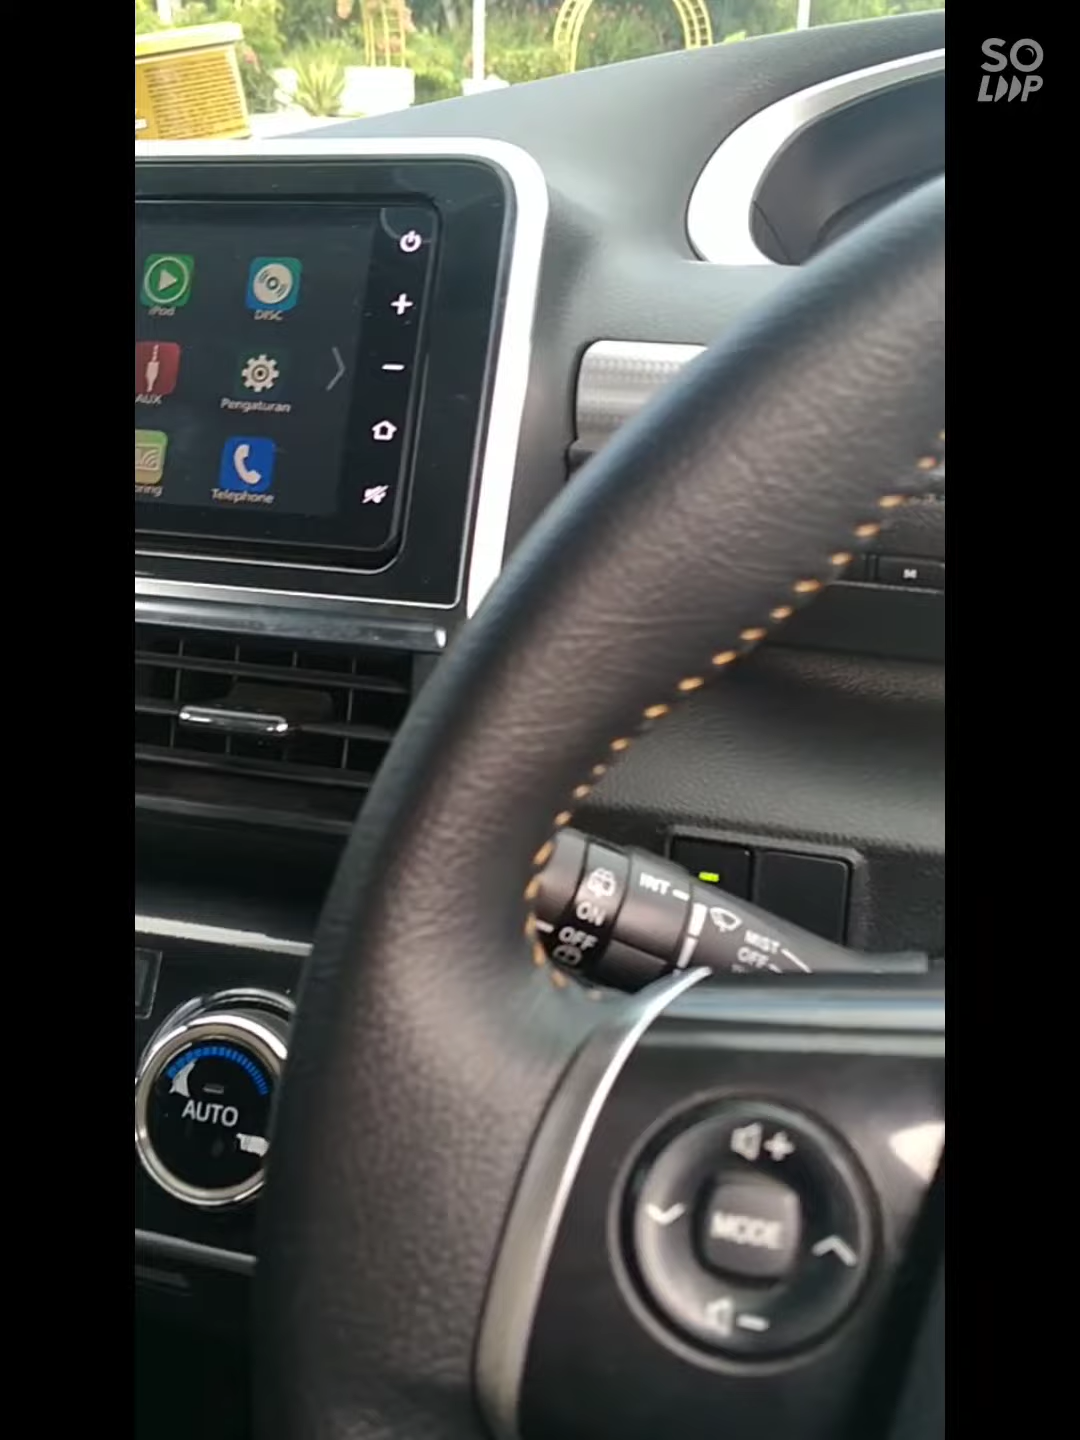 SO
LOOP
iPod
DISC
AUX
Pengaturan
Telephone
M
INT
ON
OFF
MIST
OFF
AUTO
MODE